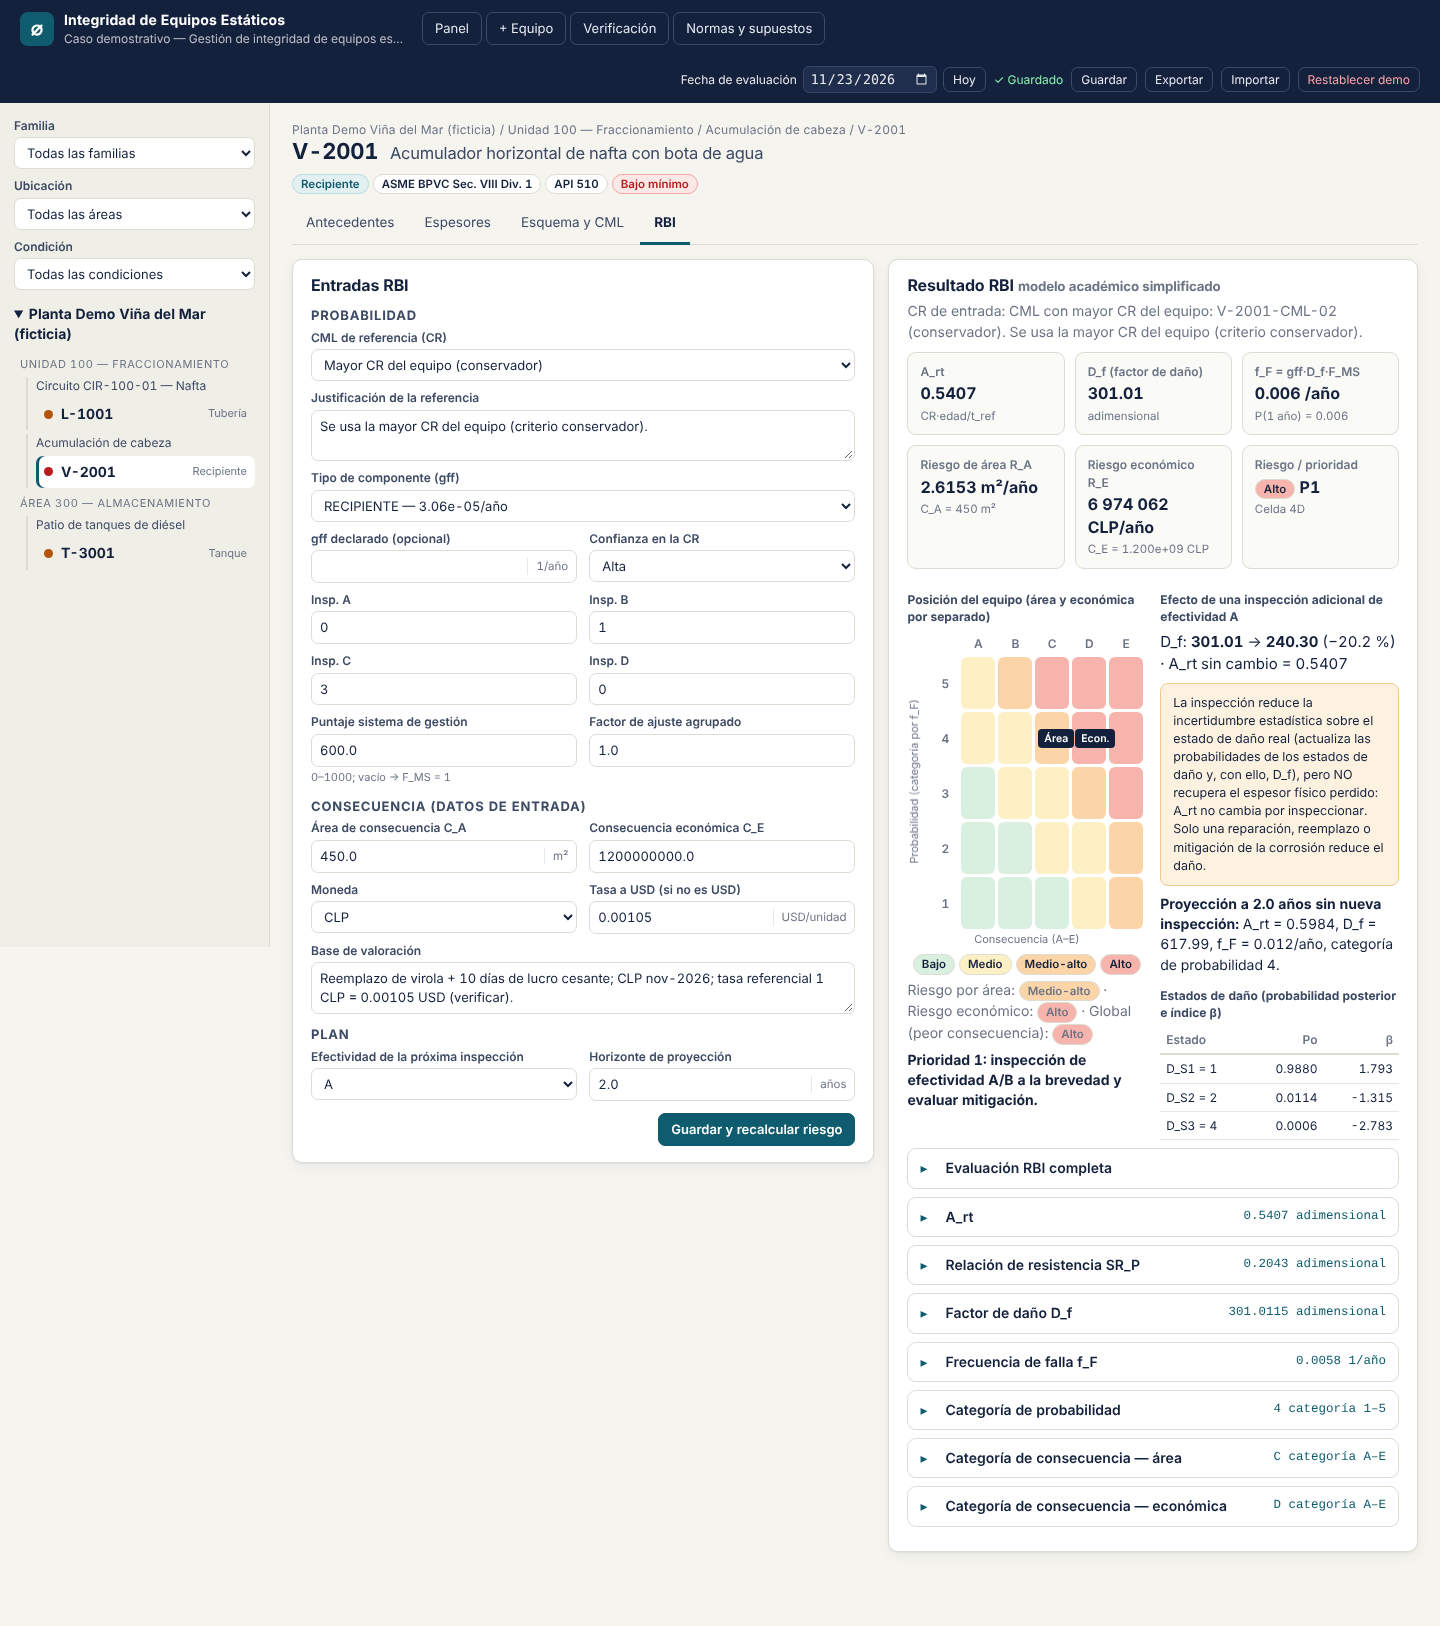 Integridad de Equipos Estáticos
Caso demostrativo — Gestión de integridad de equipos es...
Panel
+ Equipo
Verificación
Normas y supuestos
Fecha de evaluación
11/23/2026
Hoy
✓ Guardado
Guardar
Exportar
Importar
Restablecer demo
Familia
Todas las familias
Ubicación
Todas las áreas
Condición
Todas las condiciones
▼ Planta Demo Viña del Mar
(ficticia)
UNIDAD 100 — FRACCIONAMIENTO
Circuito CIR-100-01 — Nafta
L-1001 Tubería
Acumulación de cabeza
V-2001 Recipiente
ÁREA 300 — ALMACENAMIENTO
Patio de tanques de diésel
T-3001 Tanque
Planta Demo Viña del Mar (ficticia) / Unidad 100 — Fraccionamiento / Acumulación de cabeza / V-2001
V-2001 Acumulador horizontal de nafta con bota de agua
Recipiente
ASME BPVC Sec. VIII Div. 1
API 510
Bajo mínimo
Antecedentes
Espesores
Esquema y CML
RBI
Entradas RBI
PROBABILIDAD
CML de referencia (CR)
Mayor CR del equipo (conservador)
Justificación de la referencia
Se usa la mayor CR del equipo (criterio conservador).
Tipo de componente (gff)
RECIPIENTE — 3.06e-05/año
gff declarado (opcional)
1/año
Confianza en la CR
Alta
Insp. A
0
Insp. B
1
Insp. C
3
Insp. D
0
Puntaje sistema de gestión
600.0
0–1000; vacío → F_MS = 1
Factor de ajuste agrupado
1.0
CONSECUENCIA (DATOS DE ENTRADA)
Área de consecuencia C_A
450.0 m²
Consecuencia económica C_E
1200000000.0
Moneda
CLP
Tasa a USD (si no es USD)
0.00105 USD/unidad
Base de valoración
Reemplazo de virola + 10 días de lucro cesante; CLP nov-2026; tasa referencial 1
CLP = 0.00105 USD (verificar).
PLAN
Efectividad de la próxima inspección
A
Horizonte de proyección
2.0 años
Guardar y recalcular riesgo
Resultado RBI modelo académico simplificado
CR de entrada: CML con mayor CR del equipo: V-2001-CML-02
(conservador). Se usa la mayor CR del equipo (criterio conservador).
A_rt
0.5407
CR·edad/t_ref
D_f (factor de daño)
301.01
adimensional
f_F = gff·D_f·F_MS
0.006 /año
P(1 año) = 0.006
Riesgo de área R_A
2.6153 m²/año
C_A = 450 m²
Riesgo económico
R_E
6 974 062
CLP/año
C_E = 1.200e+09 CLP
Riesgo / prioridad
Alto P1
Celda 4D
Posición del equipo (área y económica
por separado)
A B C D E
5
4
3
2
1
Área
Econ.
Probabilidad (categoría por f_F)
Consecuencia (A–E)
Bajo
Medio
Medio-alto
Alto
Riesgo por área: Medio-alto ·
Riesgo económico: Alto · Global
(peor consecuencia): Alto
Prioridad 1: inspección de
efectividad A/B a la brevedad y
evaluar mitigación.
Efecto de una inspección adicional de
efectividad A
D_f: 301.01 → 240.30 (−20.2 %)
· A_rt sin cambio = 0.5407
La inspección reduce la
incertidumbre estadística sobre el
estado de daño real (actualiza las
probabilidades de los estados de
daño y, con ello, D_f), pero NO
recupera el espesor físico perdido:
A_rt no cambia por inspeccionar.
Solo una reparación, reemplazo o
mitigación de la corrosión reduce el
daño.
Proyección a 2.0 años sin nueva
inspección: A_rt = 0.5984, D_f =
617.99, f_F = 0.012/año, categoría
de probabilidad 4.
Estados de daño (probabilidad posterior
e índice β)
Estado Po β
D_S1 = 1 0.9880 1.793
D_S2 = 2 0.0114 -1.315
D_S3 = 4 0.0006 -2.783
▸ Evaluación RBI completa
▸ A_rt 0.5407 adimensional
▸ Relación de resistencia SR_P 0.2043 adimensional
▸ Factor de daño D_f 301.0115 adimensional
▸ Frecuencia de falla f_F 0.0058 1/año
▸ Categoría de probabilidad 4 categoría 1–5
▸ Categoría de consecuencia — área C categoría A–E
▸ Categoría de consecuencia — económica D categoría A–E